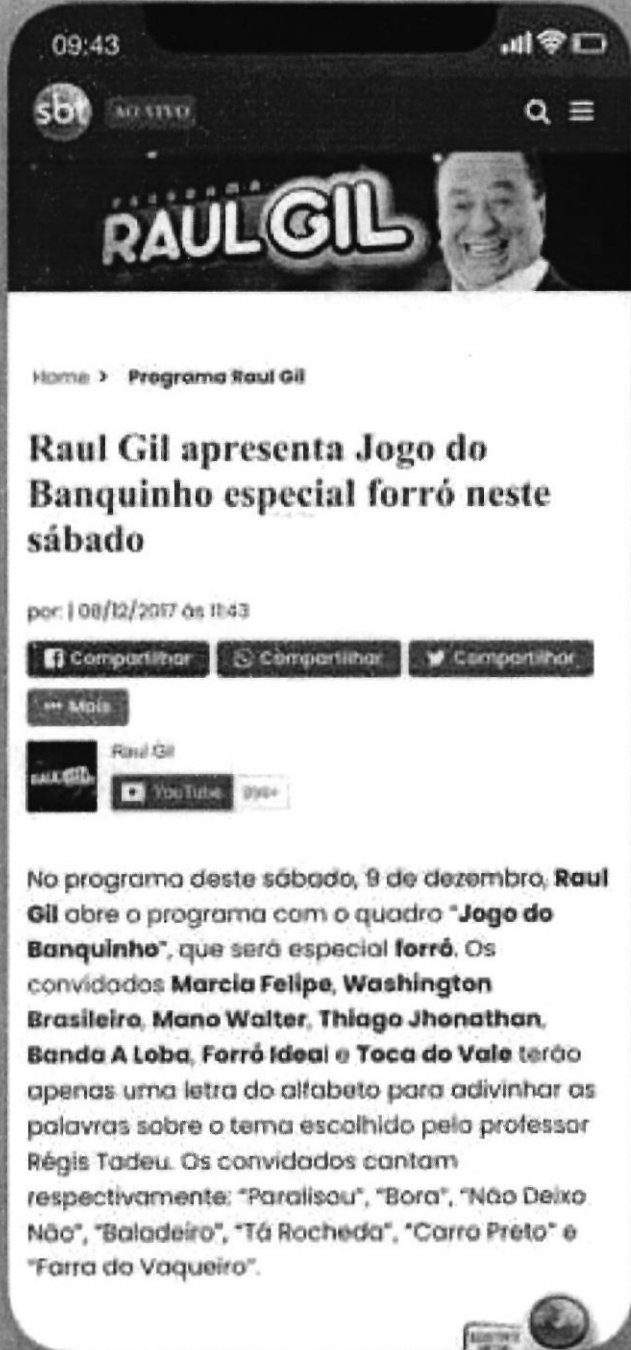 09:43
sbt AO VIVO
PROGRAMA
RAUL GIL
Home > Programa Raul Gil
Raul Gil apresenta Jogo do
Banquinho especial forró neste
sábado
por: | 08/12/2017 às 11:43
Compartilhar Compartilhar Compartilhar
••• Mais
Raul Gil
RAUL GIL
YouTube
No programa deste sábado, 9 de dezembro, Raul
Gil abre o programa com o quadro "Jogo do
Banquinho", que será especial forró. Os
convidados Marcia Felipe, Washington
Brasileiro, Mano Walter, Thiago Jhonathan,
Banda A Loba, Forró Ideal e Toca do Vale terão
apenas uma letra do alfabeto para adivinhar as
palavras sobre o tema escolhido pelo professor
Régis Tadeu. Os convidados cantam
respectivamente: "Paralisou", "Bora", "Não Deixo
Não", "Baladeiro", "Tá Rocheda", "Carro Preto" e
"Farra do Vaqueiro".